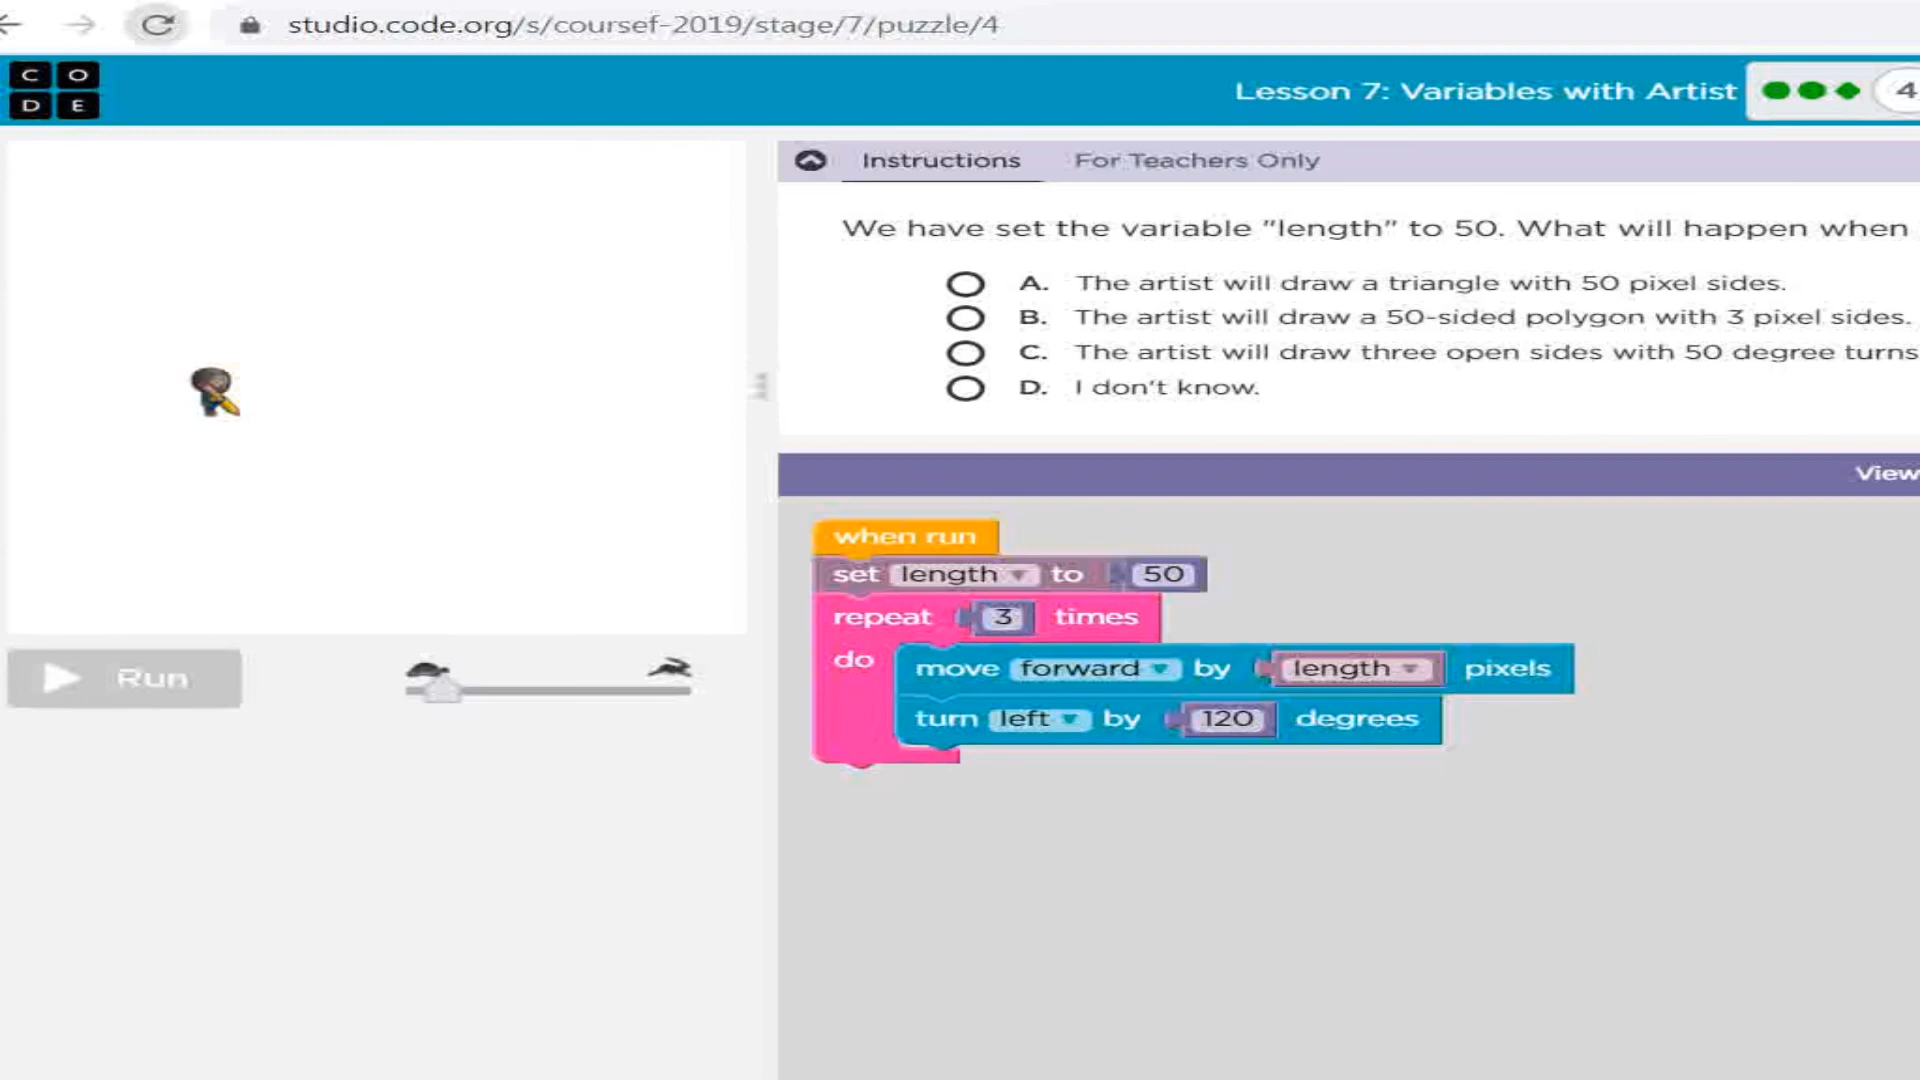 studio.code.org/s/coursef-2019/stage/7/puzzle/4
C O
D E
Lesson 7: Variables with Artist
4
Instructions
For Teachers Only
We have set the variable "length" to 50. What will happen when
A. The artist will draw a triangle with 50 pixel sides.
B. The artist will draw a 50-sided polygon with 3 pixel sides.
C. The artist will draw three open sides with 50 degree turns
D. I don't know.
View
when run
set length to 50
repeat 3 times
do
move forward by length pixels
turn left by 120 degrees
Run